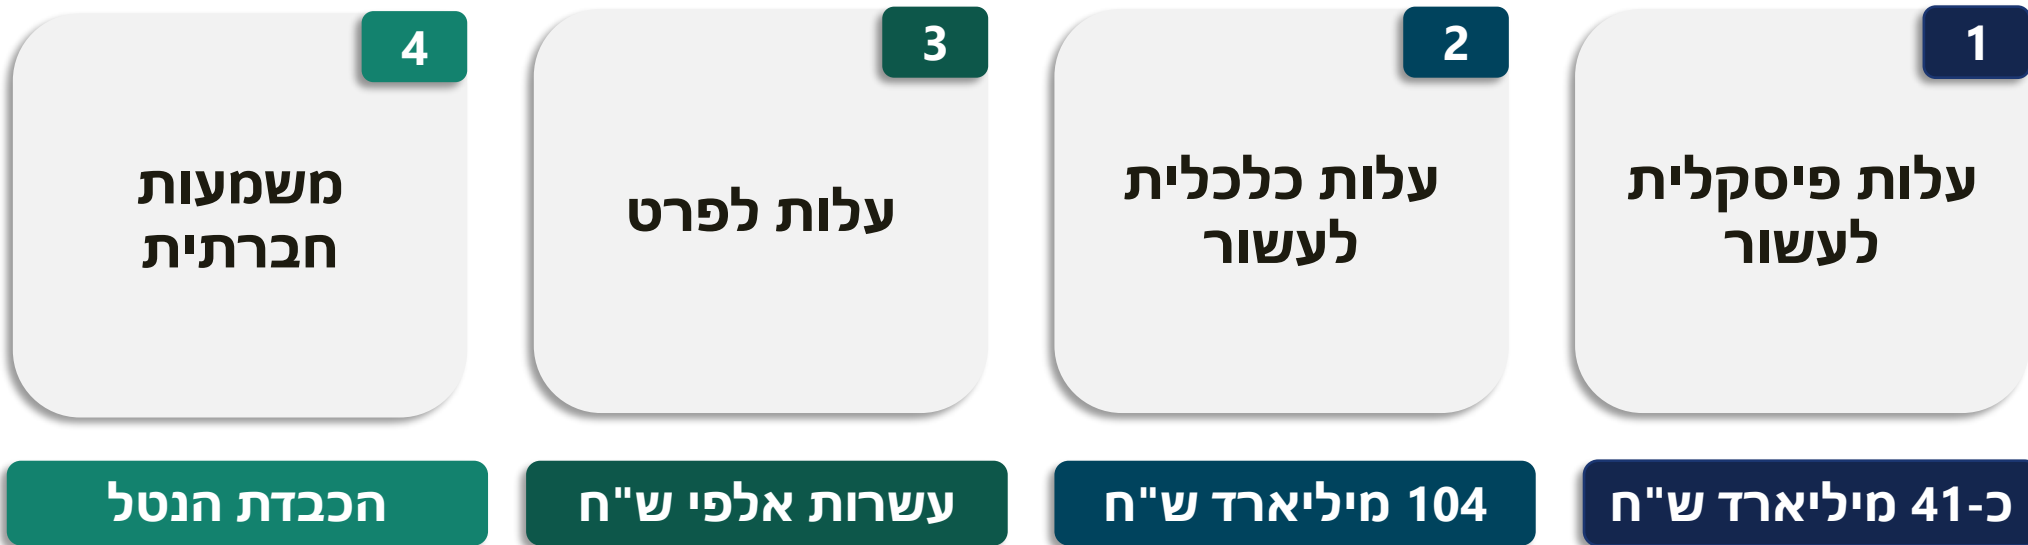 1
עלות פיסקלית
לעשור
כ-41 מיליארד ש"ח
2
עלות כלכלית
לעשור
104 מיליארד ש"ח
3
עלות לפרט
עשרות אלפי ש"ח
4
משמעות
חברתית
הכבדת הנטל